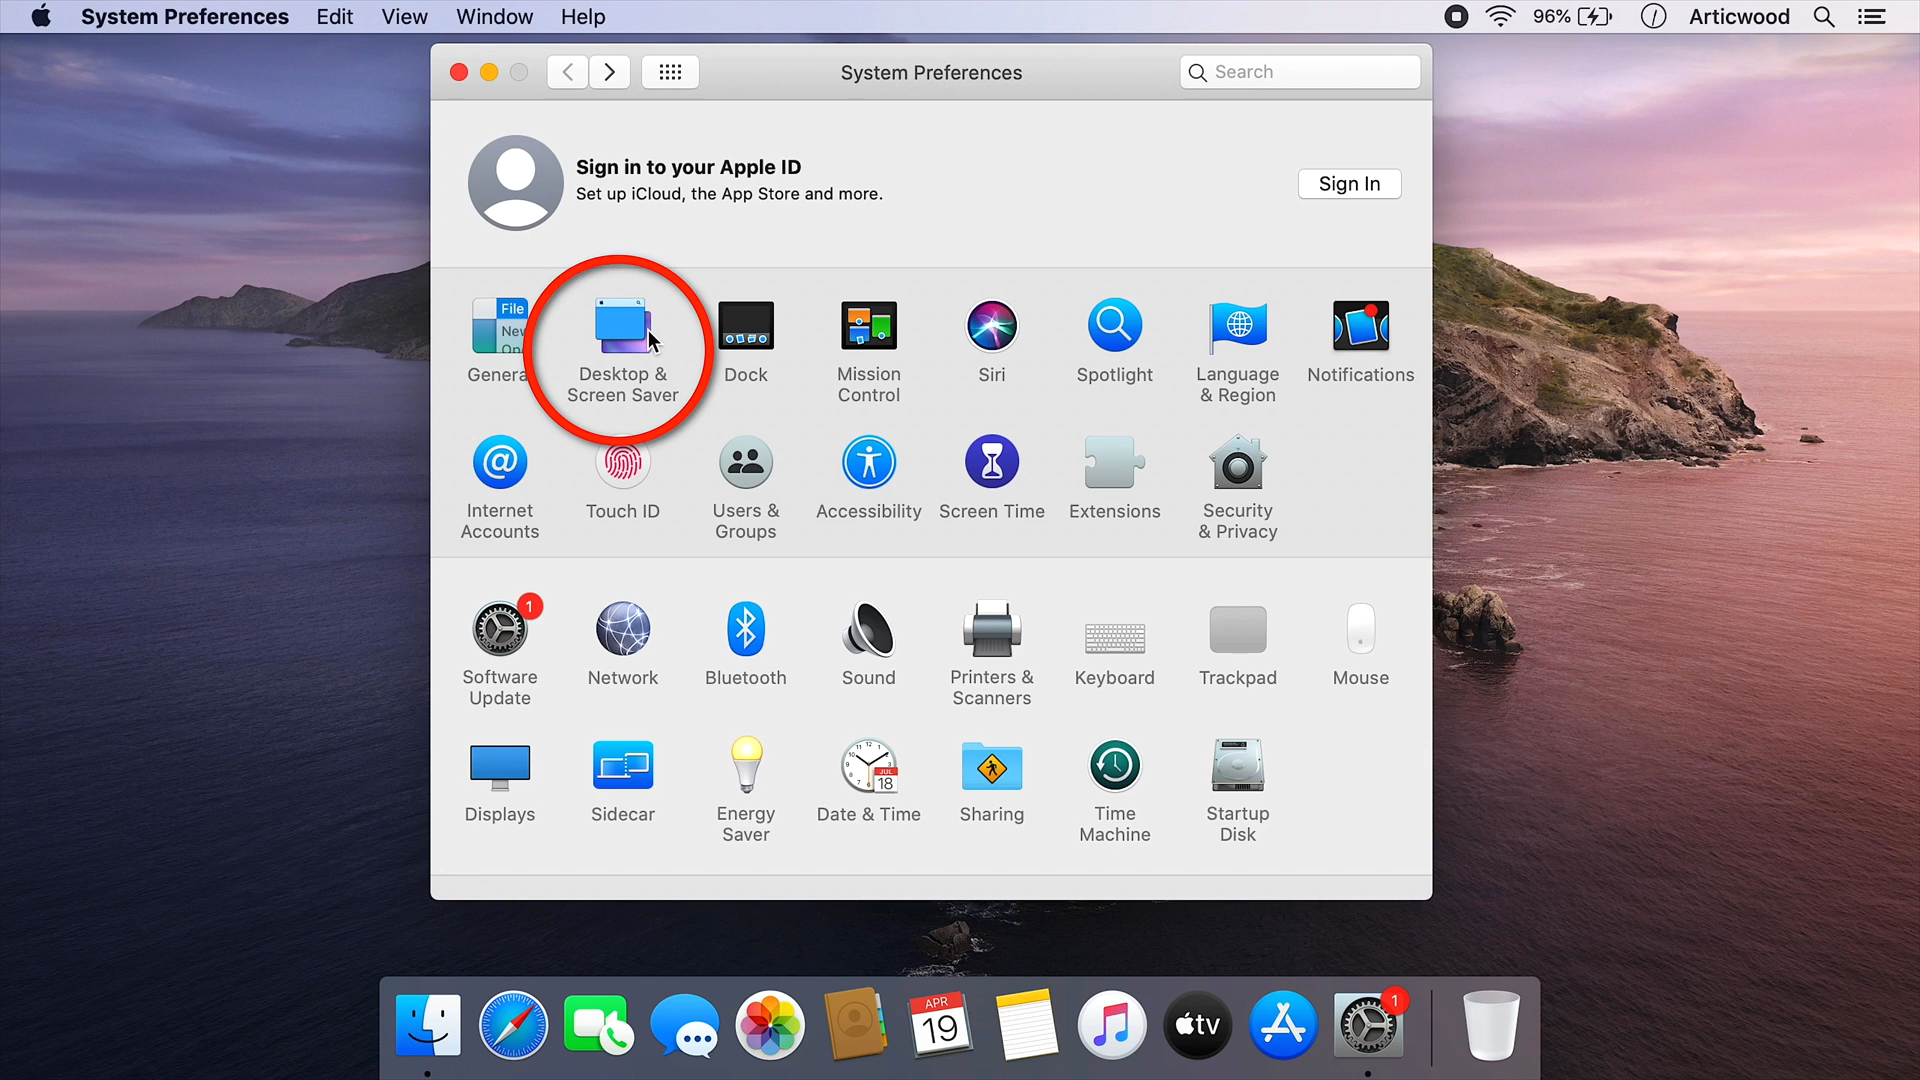 System Preferences Edit View Window Help 96% Articwood
System Preferences
Search
Sign in to your Apple ID
Set up iCloud, the App Store and more.
Sign In
File
New
General
Desktop &
Screen Saver
Dock
Mission
Control
Siri
Spotlight
Language
& Region
Notifications
Internet
Accounts
Touch ID
Users &
Groups
Accessibility
Screen Time
Extensions
Security
& Privacy
1
Software
Update
Network
Bluetooth
Sound
Printers &
Scanners
Keyboard
Trackpad
Mouse
JUL
18
Displays
Sidecar
Energy
Saver
Date & Time
Sharing
Time
Machine
Startup
Disk
APR
19
tv
1